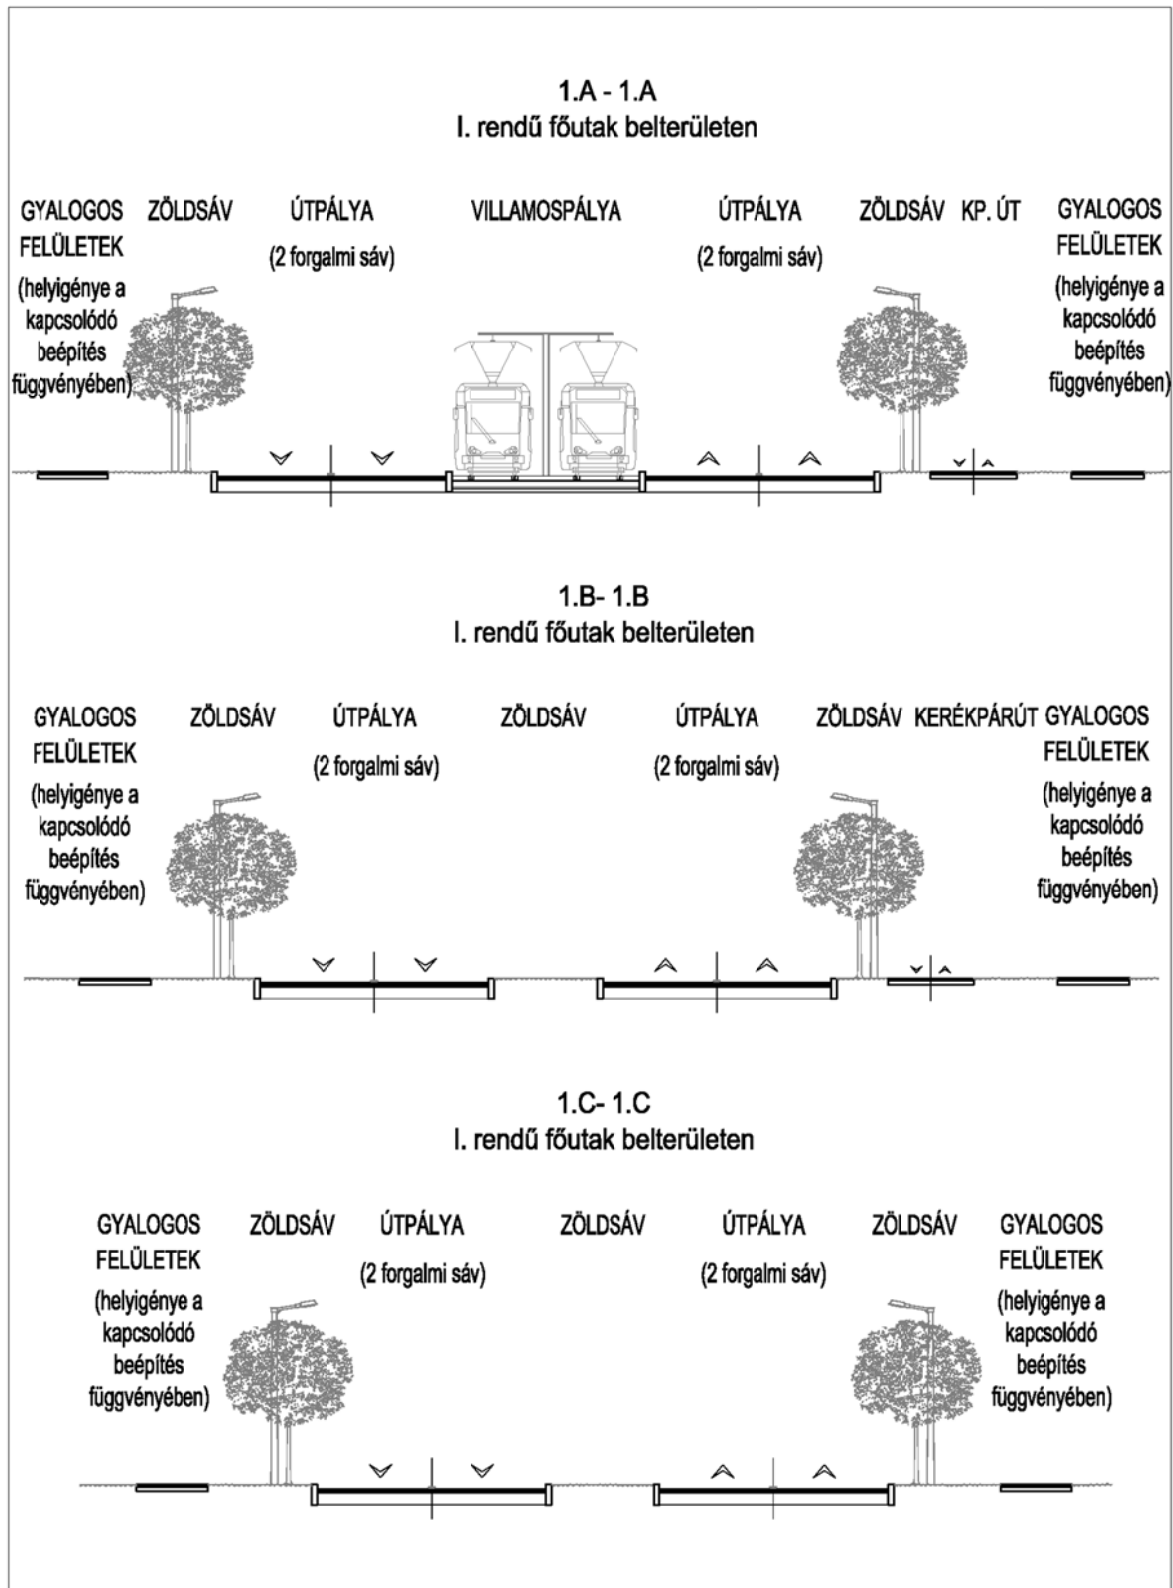 1.A - 1.A
I. rendű főutak belterületen
GYALOGOS
FELÜLETEK
(helyigénye a
kapcsolódó
beépítés
függvényében)
ZÖLDSÁV
ÚTPÁLYA
(2 forgalmi sáv)
VILLAMOSPÁLYA
ÚTPÁLYA
(2 forgalmi sáv)
ZÖLDSÁV
KP. ÚT
GYALOGOS
FELÜLETEK
(helyigénye a
kapcsolódó
beépítés
függvényében)
1.B- 1.B
I. rendű főutak belterületen
GYALOGOS
FELÜLETEK
(helyigénye a
kapcsolódó
beépítés
függvényében)
ZÖLDSÁV
ÚTPÁLYA
(2 forgalmi sáv)
ZÖLDSÁV
ÚTPÁLYA
(2 forgalmi sáv)
ZÖLDSÁV
KERÉKPÁRÚT
GYALOGOS
FELÜLETEK
(helyigénye a
kapcsolódó
beépítés
függvényében)
1.C- 1.C
I. rendű főutak belterületen
GYALOGOS
FELÜLETEK
(helyigénye a
kapcsolódó
beépítés
függvényében)
ZÖLDSÁV
ÚTPÁLYA
(2 forgalmi sáv)
ZÖLDSÁV
ÚTPÁLYA
(2 forgalmi sáv)
ZÖLDSÁV
GYALOGOS
FELÜLETEK
(helyigénye a
kapcsolódó
beépítés
függvényében)